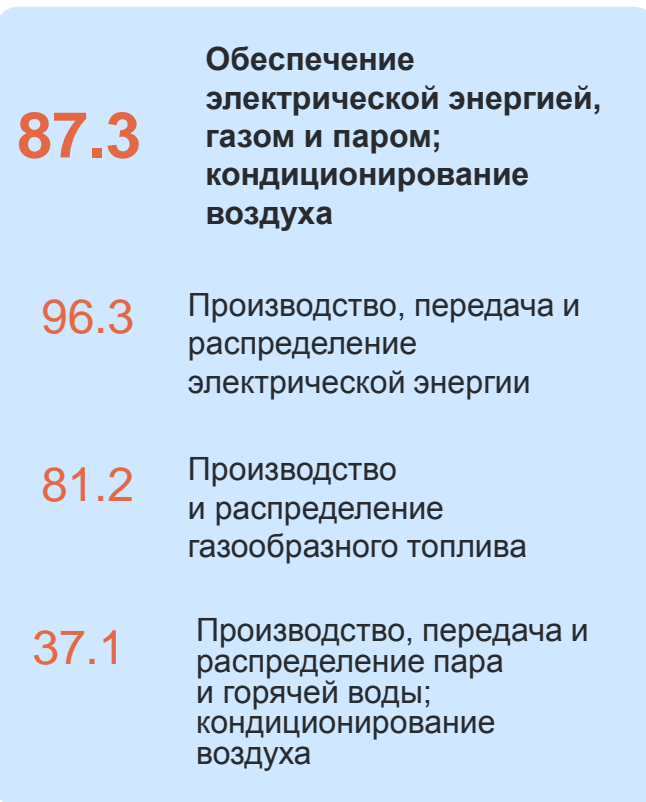 87.3
Обеспечение
электрической энергией,
газом и паром;
кондиционирование
воздуха
96.3
Производство, передача и
распределение
электрической энергии
81.2
Производство
и распределение
газообразного топлива
37.1
Производство, передача и
распределение пара
и горячей воды;
кондиционирование
воздуха